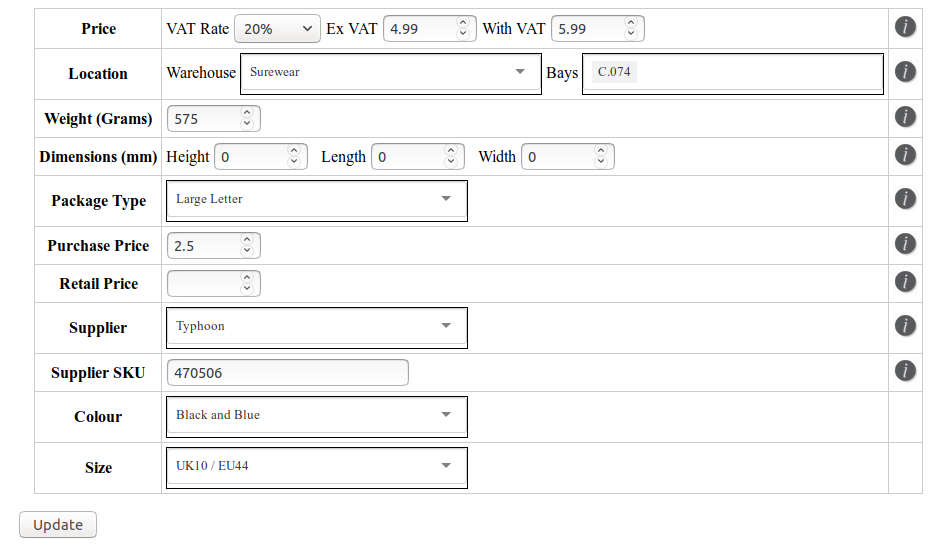 Price VAT Rate 20% Ex VAT 4.99 With VAT 5.99 i
Location Warehouse Surewear Bays C.074 i
Weight (Grams) 575 i
Dimensions (mm) Height 0 Length 0 Width 0 i
Package Type Large Letter i
Purchase Price 2.5 i
Retail Price i
Supplier Typhoon i
Supplier SKU 470506 i
Colour Black and Blue
Size UK10 / EU44
Update